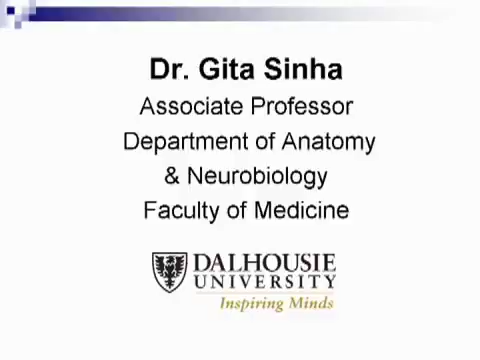 Dr. Gita Sinha
Associate Professor
Department of Anatomy
& Neurobiology
Faculty of Medicine
DALHOUSIE
UNIVERSITY
Inspiring Minds